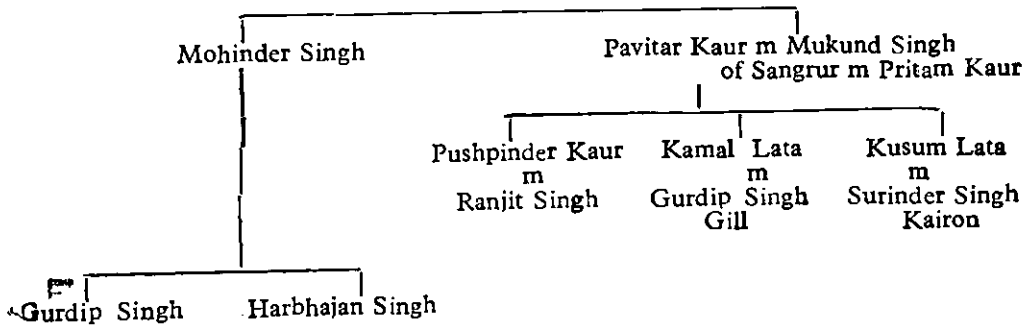 Mohinder Singh
Pavitar Kaur m Mukund Singh
of Sangrur m Pritam Kaur
Pushpinder Kaur
m
Ranjit Singh
Kamal Lata
m
Gurdip Singh
Gill
Kusum Lata
m
Surinder Singh
Kairon
Gurdip Singh
Harbhajan Singh